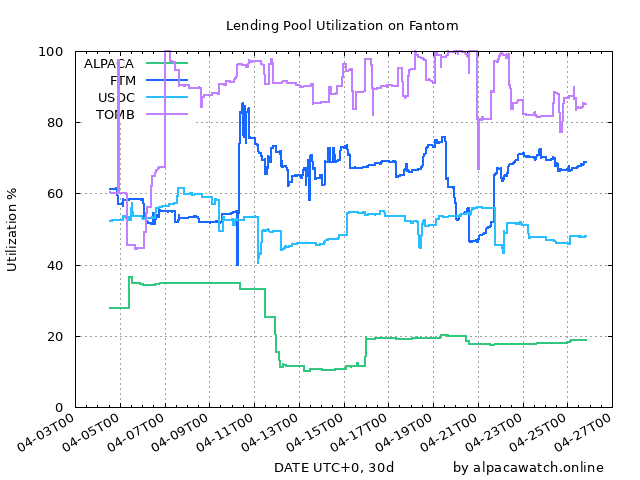 Lending Pool Utilization on Fantom
Utilization %
100
80
60
40
20
0
ALPACA
FTM
USDC
TOMB
04-03T00
04-05T00
04-07T00
04-09T00
04-11T00
04-13T00
04-15T00
04-17T00
04-19T00
04-21T00
04-23T00
04-25T00
04-27T00
DATE UTC+0, 30d
by alpacawatch.online